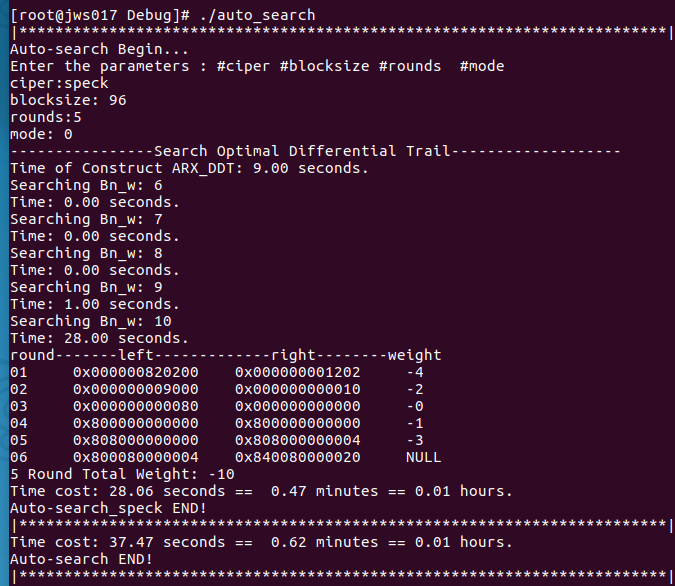 [root@jws017 Debug]# ./auto_search
|*************************************************************************|
Auto-search Begin...
Enter the parameters : #ciper #blocksize #rounds  #mode
ciper:speck
blocksize: 96
rounds:5
mode: 0
----------------Search Optimal Differential Trail-------------------
Time of Construct ARX_DDT: 9.00 seconds.
Searching Bn_w: 6
Time: 0.00 seconds.
Searching Bn_w: 7
Time: 0.00 seconds.
Searching Bn_w: 8
Time: 0.00 seconds.
Searching Bn_w: 9
Time: 1.00 seconds.
Searching Bn_w: 10
Time: 28.00 seconds.
round-------left-------------right--------weight
01     0x000000820200    0x000000001202     -4
02     0x000000009000    0x000000000010     -2
03     0x000000000080    0x000000000000     -0
04     0x800000000000    0x800000000000     -1
05     0x808000000000    0x808000000004     -3
06     0x800080000004    0x840080000020     NULL
5 Round Total Weight: -10
Time cost: 28.06 seconds ==  0.47 minutes == 0.01 hours.
Auto-search_speck END!
|*************************************************************************|
Time cost: 37.47 seconds ==  0.62 minutes == 0.01 hours.
Auto-search END!
|*************************************************************************|